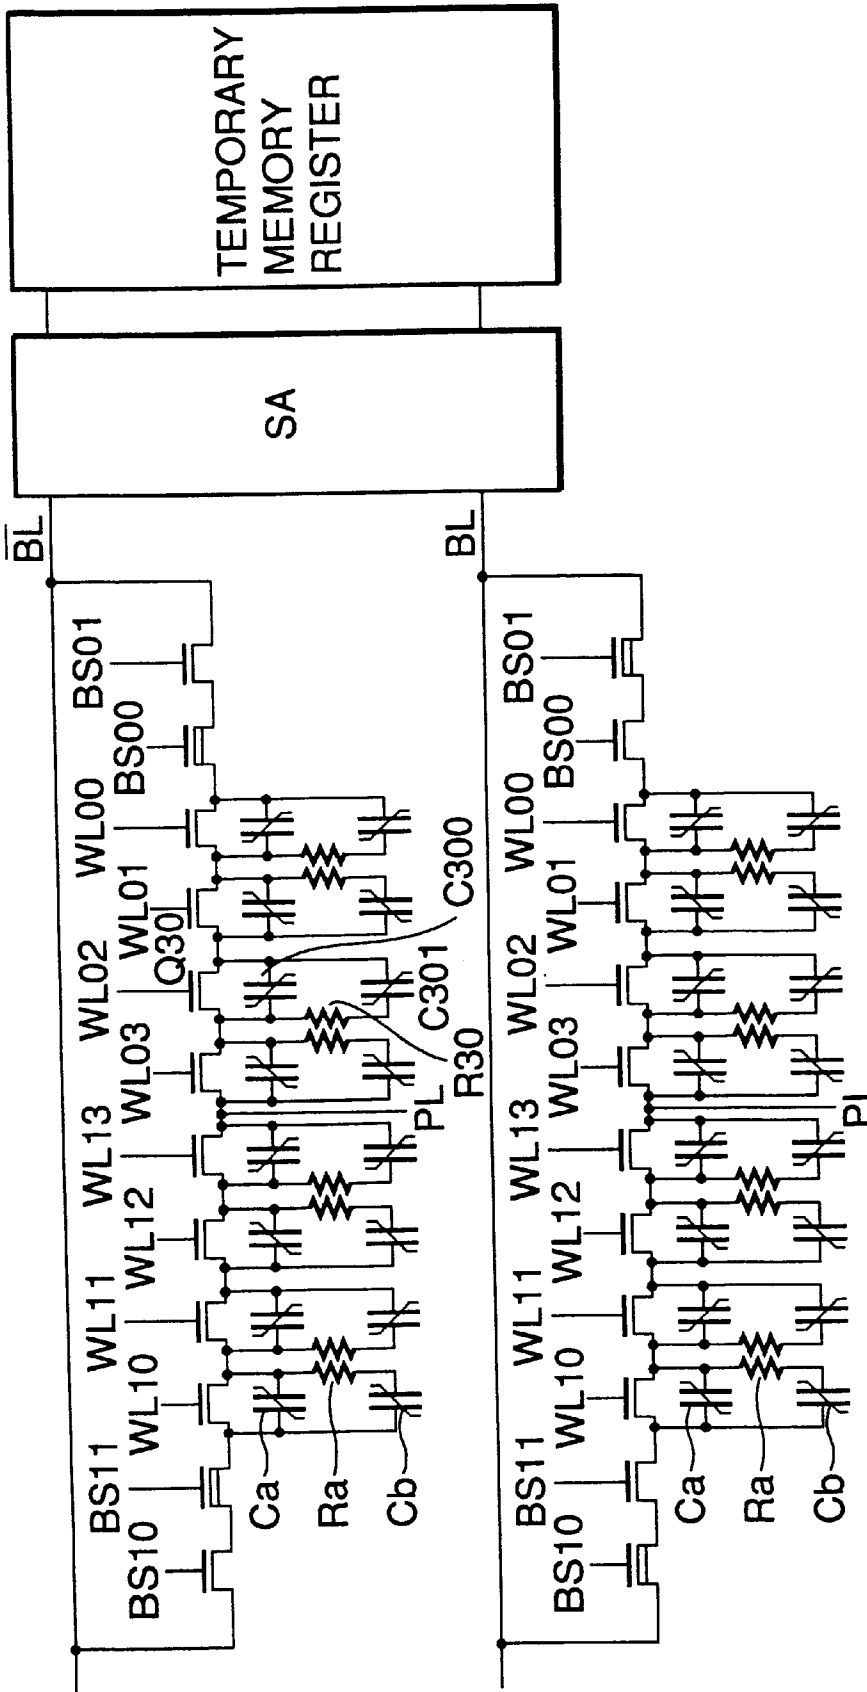 TEMPORARY
MEMORY
REGISTER
SA
BL
BS01
BS00
WL00
WL01
Q30
WL02
WL03
WL13
WL12
WL11
WL10
BS11
BS10
C300
C301
R30
PL
Ca
Ra
Cb
BL
BS01
BS00
WL00
WL01
WL02
WL03
WL13
WL12
WL11
WL10
BS11
BS10
PL
Ca
Ra
Cb